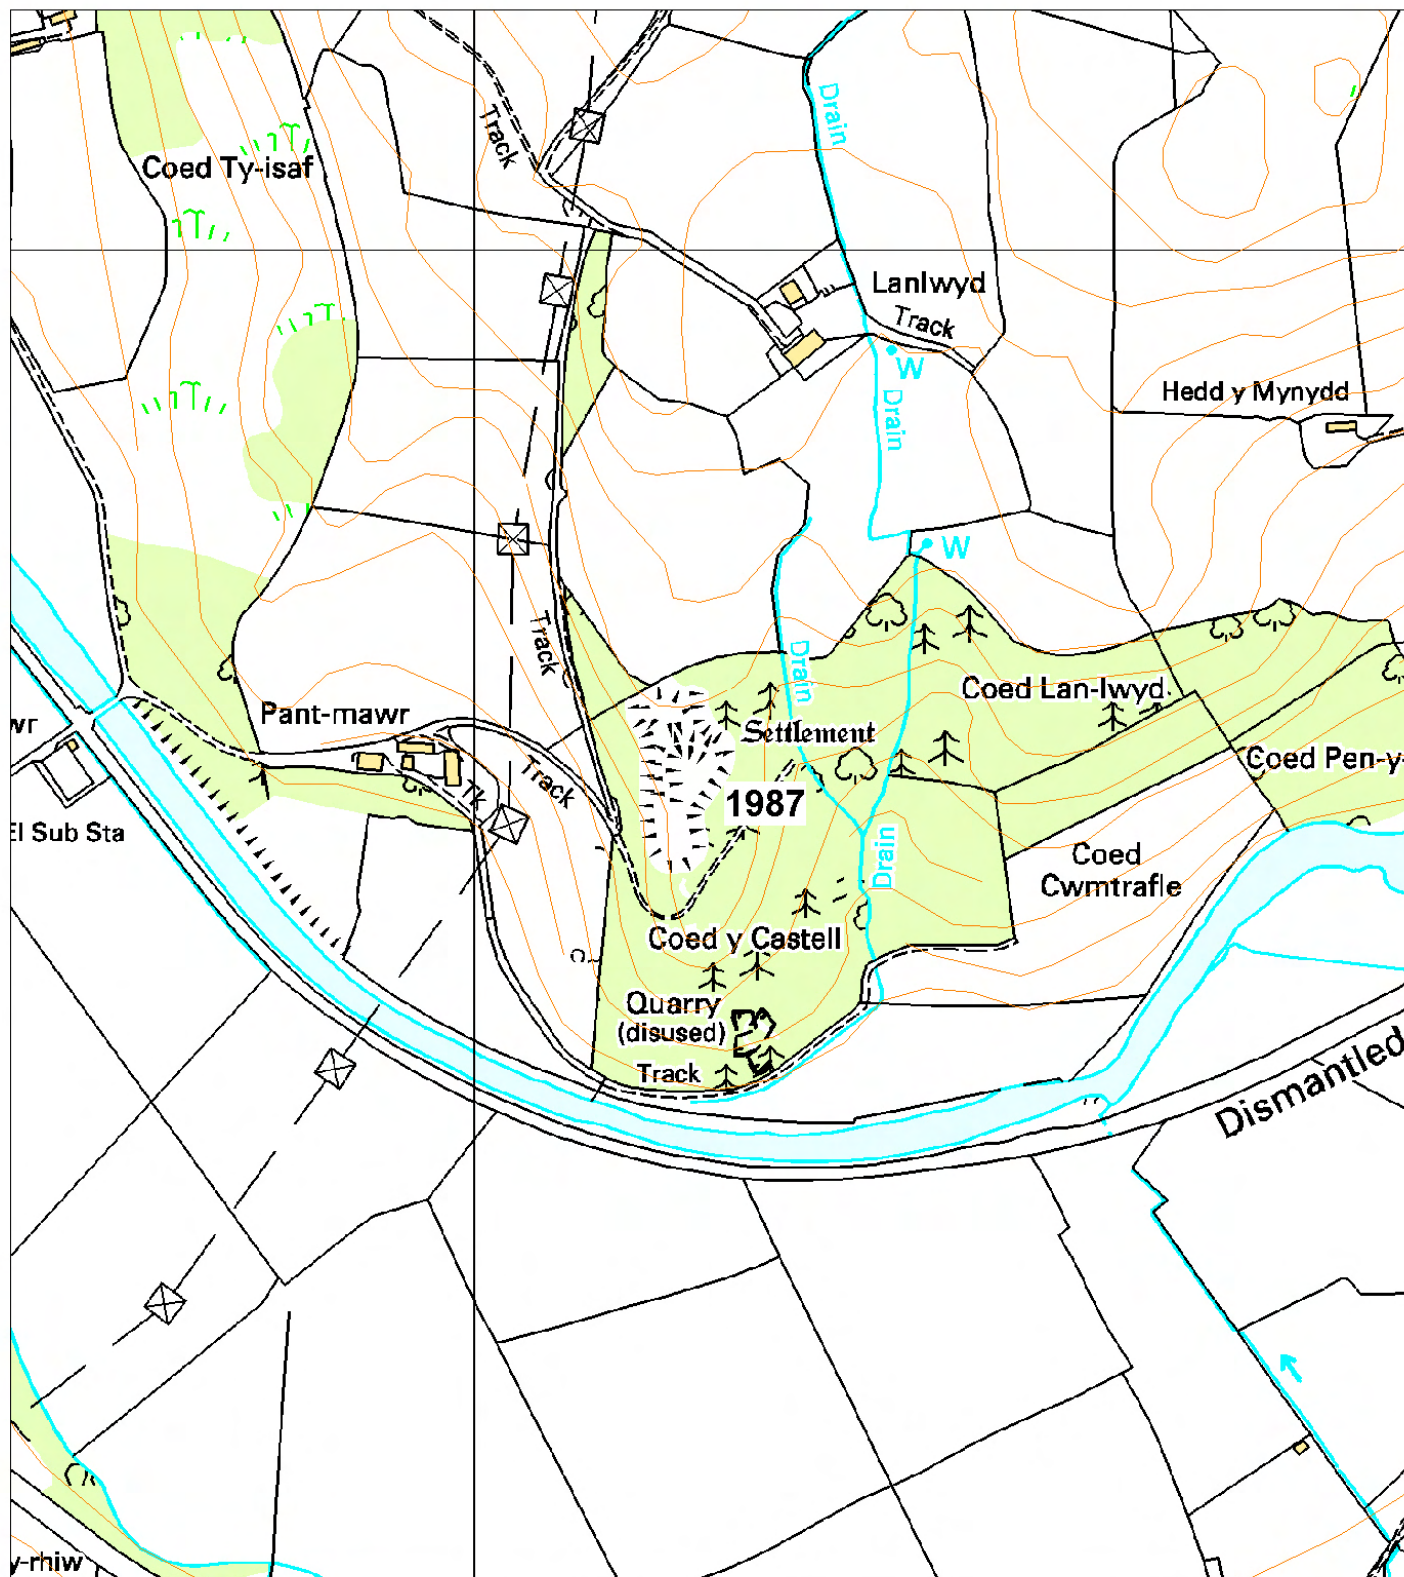 Track
Drain
Coed Ty-isaf
Lanlwyd
Track
W
Drain
Hedd y Mynydd
W
Track
Drain
Coed Lan-lwyd
Pant-mawr
wr
Settlement
Coed Pen-y-
Track
Tk
1987
El Sub Sta
Drain
Coed
Cwmtrafle
Coed y Castell
Quarry
(disused)
Track
Dismantled
y-rhiw